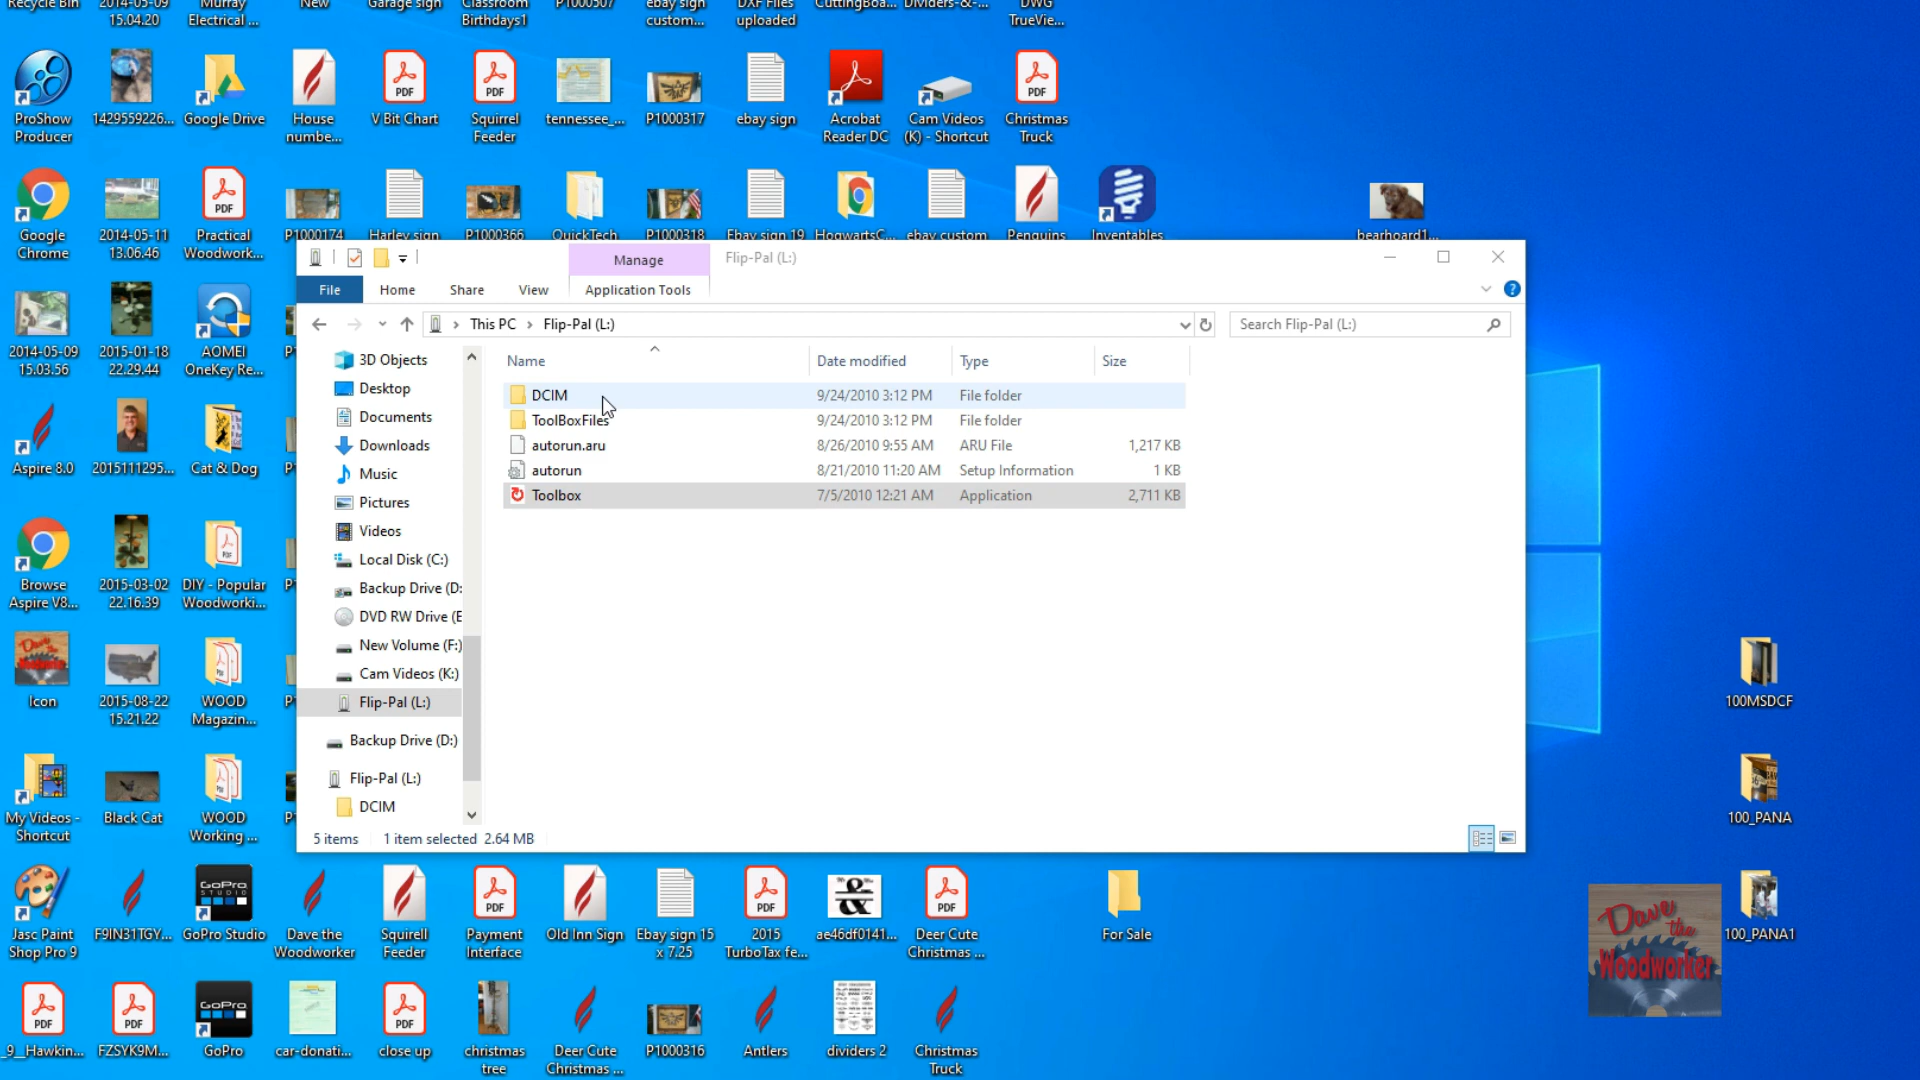 Recycle Bin
2014-05-09
15.04.20
Murray
Electrical ...
New
Garage sign
Classroom
Birthdays1
P1000507
ebay sign
custom...
DXF Files
uploaded
CuttingBoa...
Dividers-&-...
DWG
TrueVie...
ProShow
Producer
1429559226...
Google Drive
House
numbe...
V Bit Chart
Squirrel
Feeder
tennessee_...
P1000317
ebay sign
Acrobat
Reader DC
Cam Videos
(K) - Shortcut
Christmas
Truck
Google
Chrome
2014-05-11
13.06.46
Practical
Woodwork...
P1000174
Harley sign
P1000366
QuickTech
P1000318
Ebay sign 19
HogwartsC...
ebay custom
Penguins
Inventables
bearhoard1...
Manage
Flip-Pal (L:)
File
Home
Share
View
Application Tools
This PC > Flip-Pal (L:)
Search Flip-Pal (L:)
Name
Date modified
Type
Size
DCIM 9/24/2010 3:12 PM File folder
ToolBoxFiles 9/24/2010 3:12 PM File folder
autorun.aru 8/26/2010 9:55 AM ARU File 1,217 KB
autorun 8/21/2010 11:20 AM Setup Information 1 KB
Toolbox 7/5/2010 12:21 AM Application 2,711 KB
3D Objects
Desktop
Documents
Downloads
Music
Pictures
Videos
Local Disk (C:)
Backup Drive (D:
DVD RW Drive (E
New Volume (F:)
Cam Videos (K:)
Flip-Pal (L:)
Backup Drive (D:)
Flip-Pal (L:)
DCIM
5 items
1 item selected 2.64 MB
2014-05-09
15.03.56
2015-01-18
22.29.44
AOMEI
OneKey Re...
Aspire 8.0
2015111295...
Cat & Dog
Browse
Aspire V8...
2015-03-02
22.16.39
DIY - Popular
Woodworki...
Icon
2015-08-22
15.21.22
WOOD
Magazin...
My Videos -
Shortcut
Black Cat
WOOD
Working ...
100MSDCF
100_PANA
100_PANA1
Jasc Paint
Shop Pro 9
F9IN31TGY...
GoPro Studio
Dave the
Woodworker
Squirell
Feeder
Payment
Interface
Old Inn Sign
Ebay sign 15
x 7.25
2015
TurboTax fe...
ae46df0141...
Deer Cute
Christmas ...
For Sale
Dave
the
Woodworker
_9__Hawkin...
FZSYK9M...
GoPro
car-donati...
close up
christmas
tree
Deer Cute
Christmas ...
P1000316
Antlers
dividers 2
Christmas
Truck